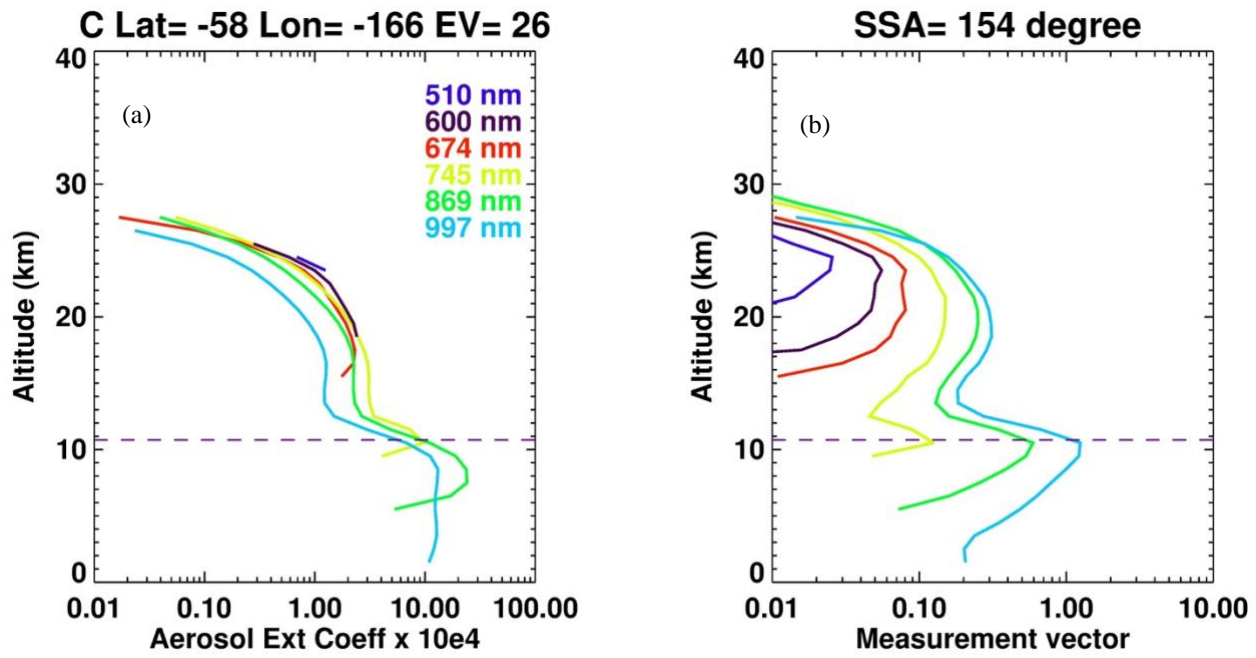 C Lat= -58 Lon= -166 EV= 26
(a)
510 nm
600 nm
674 nm
745 nm
869 nm
997 nm
40
30
20
10
0
Altitude (km)
0.01 0.10 1.00 10.00 100.00
Aerosol Ext Coeff x 10e4
SSA= 154 degree
(b)
40
30
20
10
0
Altitude (km)
0.01 0.10 1.00 10.00
Measurement vector